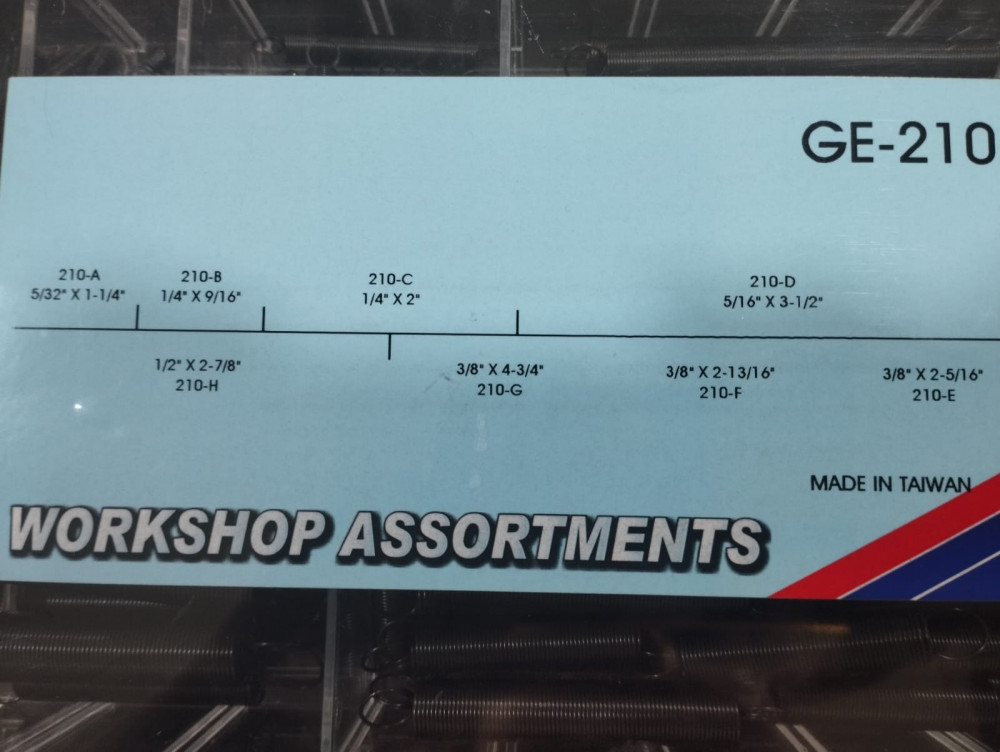 GE-210
210-A
5/32" X 1-1/4"
210-B
1/4" X 9/16"
210-C
1/4" X 2"
210-D
5/16" X 3-1/2"
1/2" X 2-7/8"
210-H
3/8" X 4-3/4"
210-G
3/8" X 2-13/16"
210-F
3/8" X 2-5/16"
210-E
MADE IN TAIWAN
WORKSHOP ASSORTMENTS